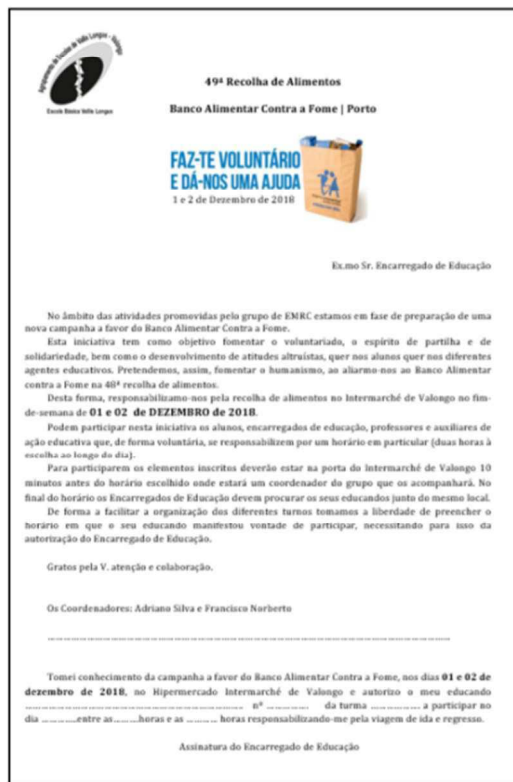 Agrupamento de Escolas de Vallis Longus - Valongo
Escola Básica Vallis Longus
49ª Recolha de Alimentos
Banco Alimentar Contra a Fome | Porto
FAZ-TE VOLUNTÁRIO
E DÁ-NOS UMA AJUDA
1 e 2 de Dezembro de 2018
Ex.mo Sr. Encarregado de Educação
No âmbito das atividades promovidas pelo grupo de EMRC estamos em fase de preparação de uma
nova campanha a favor do Banco Alimentar Contra a Fome.
Esta iniciativa tem como objetivo fomentar o voluntariado, o espírito de partilha e de
solidariedade, bem como o desenvolvimento de atitudes altruístas, quer nos alunos quer nos diferentes
agentes educativos. Pretendemos, assim, fomentar o humanismo, ao aliarmo-nos ao Banco Alimentar
contra a Fome na 48ª recolha de alimentos.
Desta forma, responsabilizamo-nos pela recolha de alimentos no Intermarché de Valongo no fim-
de-semana de 01 e 02 de DEZEMBRO de 2018.
Podem participar nesta iniciativa os alunos, encarregados de educação, professores e auxiliares de
ação educativa que, de forma voluntária, se responsabilizem por um horário em particular (duas horas à
escolha ao longo do dia).
Para participarem os elementos inscritos deverão estar na porta do Intermarché de Valongo 10
minutos antes do horário escolhido onde estará um coordenador do grupo que os acompanhará. No
final do horário os Encarregados de Educação devem procurar os seus educandos junto do mesmo local.
De forma a facilitar a organização dos diferentes turnos tomamos a liberdade de preencher o
horário em que o seu educando manifestou vontade de participar, necessitando para isso da
autorização do Encarregado de Educação.
Gratos pela V. atenção e colaboração.
Os Coordenadores: Adriano Silva e Francisco Norberto
Tomei conhecimento da campanha a favor do Banco Alimentar Contra a Fome, nos dias 01 e 02 de
dezembro de 2018, no Hipermercado Intermarché de Valongo e autorizo o meu educando
........................................ nº ............ da turma ............... a participar no
dia ............entre as.........horas e as .......... horas responsabilizando-me pela viagem de ida e regresso.
Assinatura do Encarregado de Educação